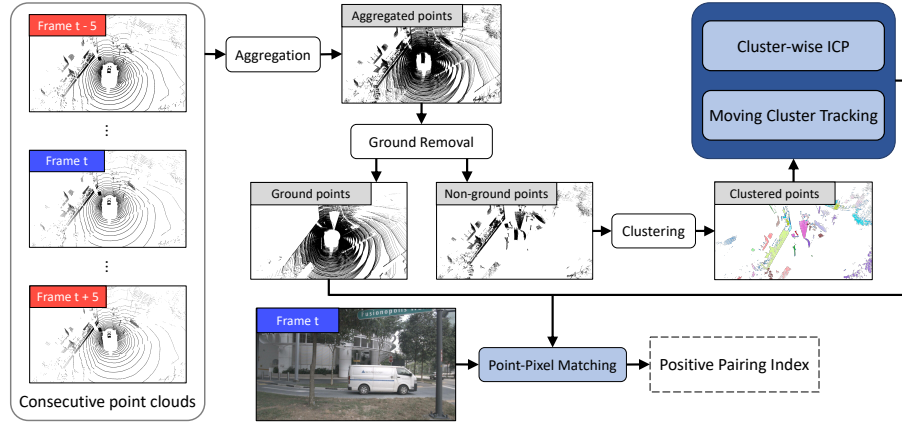 Frame t - 5
Frame t
Frame t + 5
Consecutive point clouds
Aggregation
Aggregated points
Ground Removal
Ground points
Non-ground points
Clustering
Clustered points
Cluster-wise ICP
Moving Cluster Tracking
Frame t
Fusionopolis
Point-Pixel Matching
Positive Pairing Index